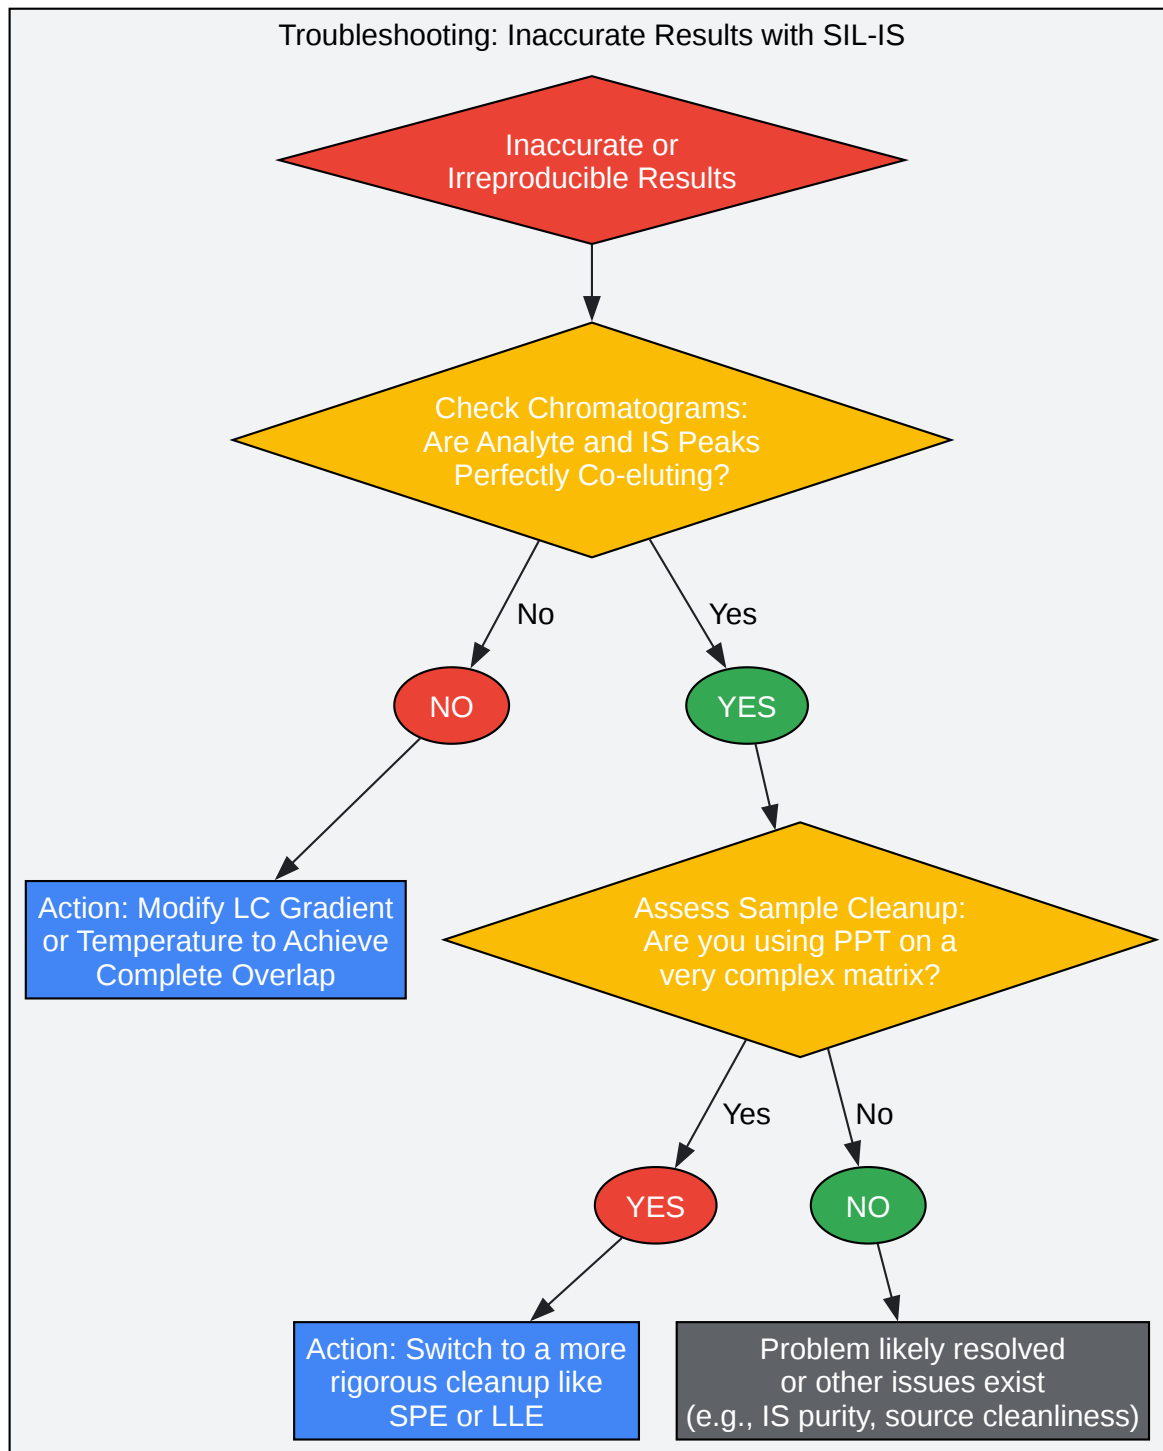 Troubleshooting: Inaccurate Results with SIL-IS
Inaccurate or
Irreproducible Results
Check Chromatograms:
Are Analyte and IS Peaks
Perfectly Co-eluting?
No
Yes
NO
YES
Action: Modify LC Gradient
or Temperature to Achieve
Complete Overlap
Assess Sample Cleanup:
Are you using PPT on a
very complex matrix?
Yes
No
YES
NO
Action: Switch to a more
rigorous cleanup like
SPE or LLE
Problem likely resolved
or other issues exist
(e.g., IS purity, source cleanliness)